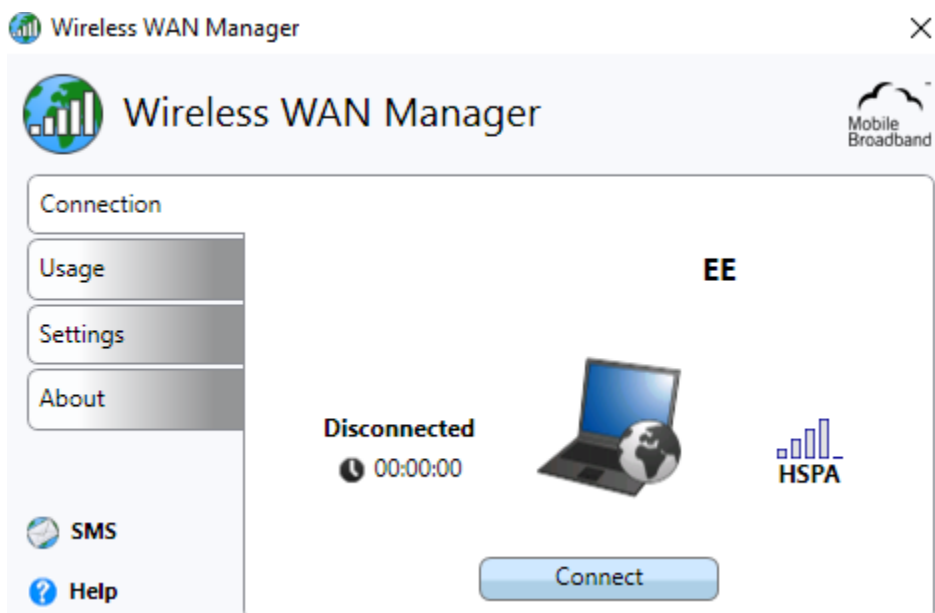 Wireless WAN Manager
Wireless WAN Manager
Mobile
Broadband
Connection
Usage
Settings
About
SMS
Help
EE
Disconnected
00:00:00
HSPA
Connect